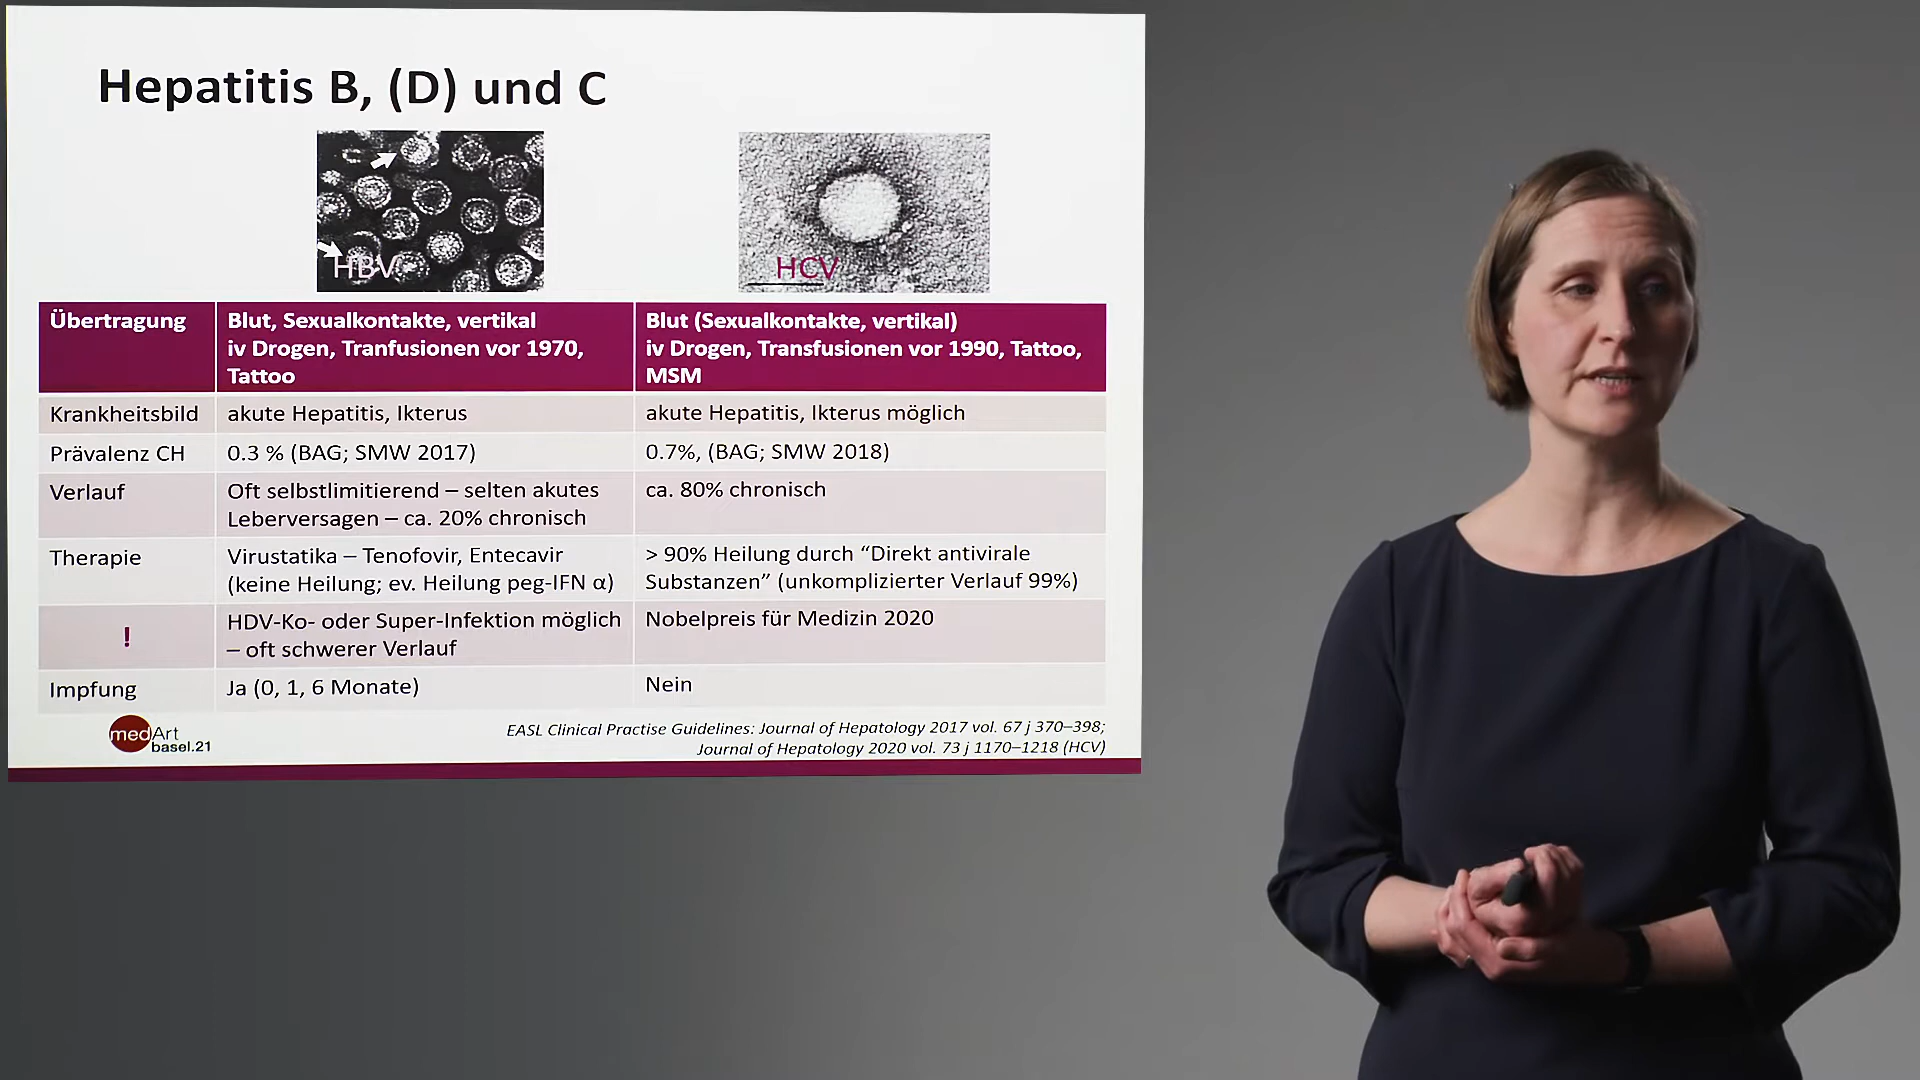 Hepatitis B, (D) und C
HBV
HCV
Übertragung
Blut, Sexualkontakte, vertikal
iv Drogen, Tranfusionen vor 1970,
Tattoo
Blut (Sexualkontakte, vertikal)
iv Drogen, Transfusionen vor 1990, Tattoo,
MSM
Krankheitsbild
akute Hepatitis, Ikterus
akute Hepatitis, Ikterus möglich
Prävalenz CH
0.3 % (BAG; SMW 2017)
0.7%, (BAG; SMW 2018)
Verlauf
Oft selbstlimitierend – selten akutes
Leberversagen – ca. 20% chronisch
ca. 80% chronisch
Therapie
Virustatika – Tenofovir, Entecavir
(keine Heilung; ev. Heilung peg-IFN α)
> 90% Heilung durch “Direkt antivirale
Substanzen” (unkomplizierter Verlauf 99%)
!
HDV-Ko- oder Super-Infektion möglich
– oft schwerer Verlauf
Nobelpreis für Medizin 2020
Impfung
Ja (0, 1, 6 Monate)
Nein
medArt
basel.21
EASL Clinical Practise Guidelines: Journal of Hepatology 2017 vol. 67 j 370–398;
Journal of Hepatology 2020 vol. 73 j 1170–1218 (HCV)